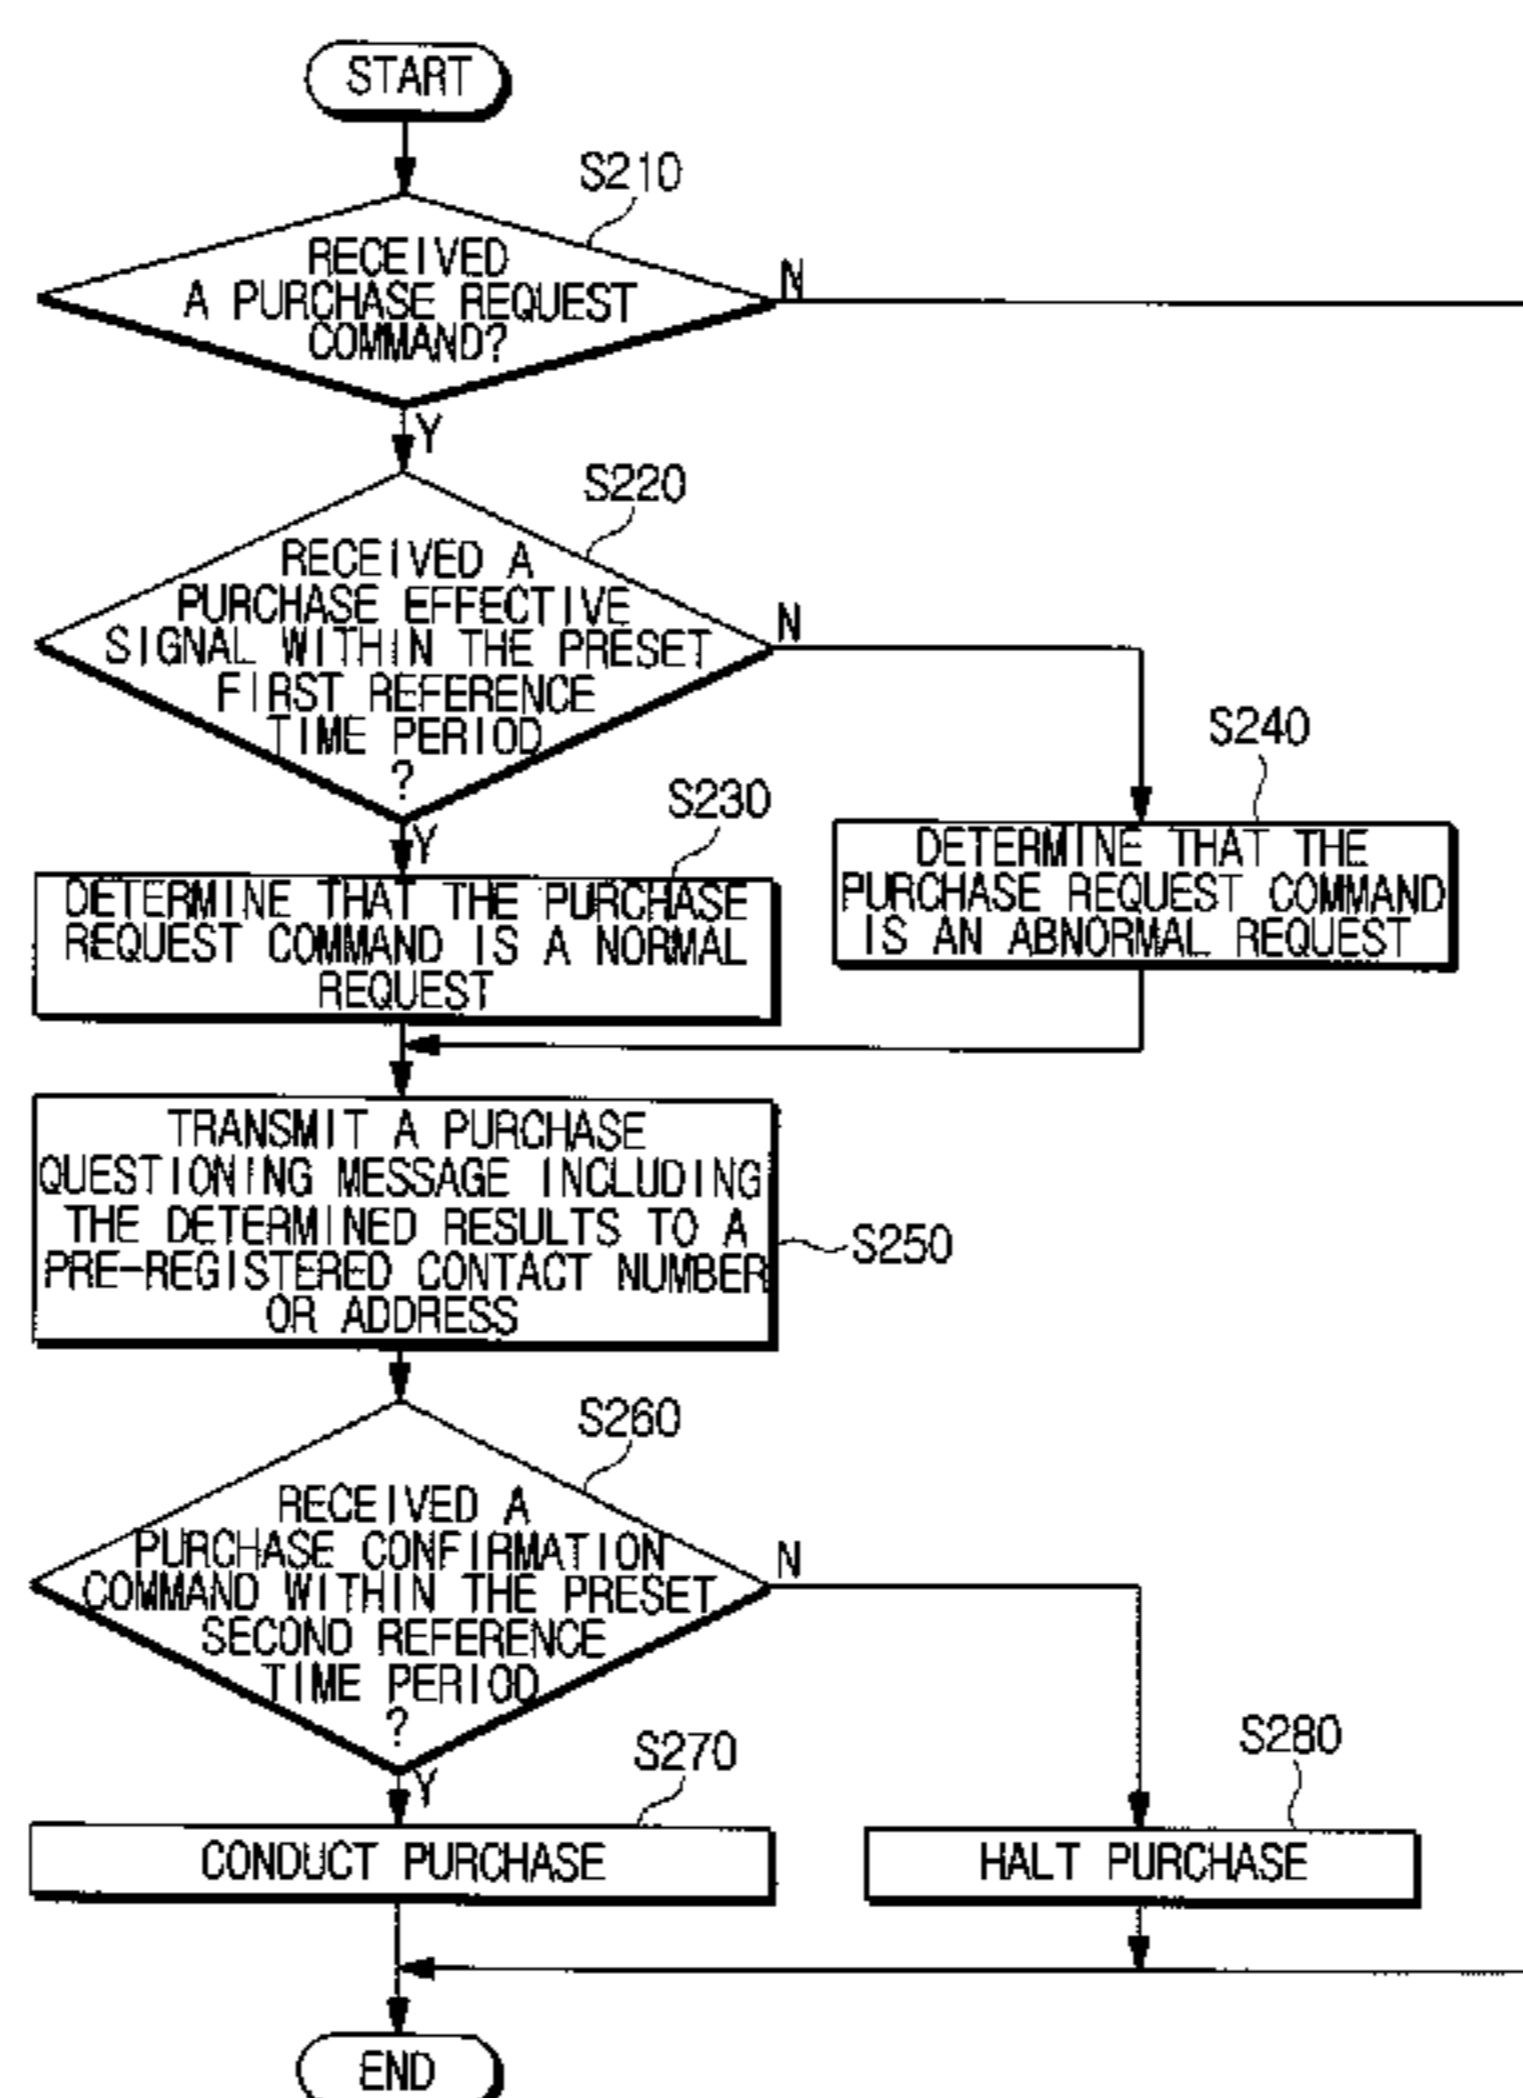 START
S210
RECEIVED
A PURCHASE REQUEST
COMMAND?
N
Y
S220
RECEIVED A
PURCHASE EFFECTIVE
SIGNAL WITHIN THE PRESET
FIRST REFERENCE
TIME PERIOD
?
N
Y
S230
DETERMINE THAT THE PURCHASE
REQUEST COMMAND IS A NORMAL
REQUEST
S240
DETERMINE THAT THE
PURCHASE REQUEST COMMAND
IS AN ABNORMAL REQUEST
TRANSMIT A PURCHASE
QUESTIONING MESSAGE INCLUDING
THE DETERMINED RESULTS TO A
PRE-REGISTERED CONTACT NUMBER
OR ADDRESS
S250
S260
RECEIVED A
PURCHASE CONFIRMATION
COMMAND WITHIN THE PRESET
SECOND REFERENCE
TIME PERIOD
?
N
Y
S270
CONDUCT PURCHASE
S280
HALT PURCHASE
END